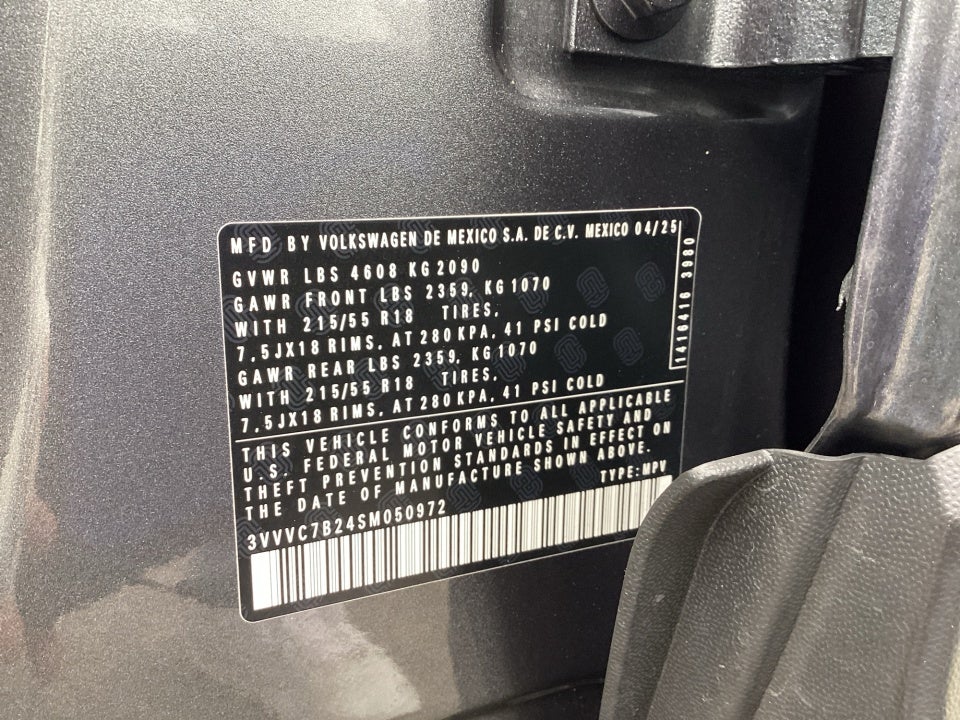 MFD BY VOLKSWAGEN DE MEXICO S.A. DE C.V. MEXICO 04/25
GVWR LBS 4608 KG 2090
GAWR FRONT LBS 2359, KG 1070
WITH 215/55 R18 TIRES,
7,5JX18 RIMS, AT 280 KPA, 41 PSI COLD
GAWR REAR LBS 2359, KG 1070
WITH 215/55 R18 TIRES,
7,5JX18 RIMS, AT 280 KPA, 41 PSI COLD
1410416 3980
THIS VEHICLE CONFORMS TO ALL APPLICABLE
U.S. FEDERAL MOTOR VEHICLE SAFETY AND
THEFT PREVENTION STANDARDS IN EFFECT ON
THE DATE OF MANUFACTURE SHOWN ABOVE.
TYPE: MPV
3VVVC7B24SM050972